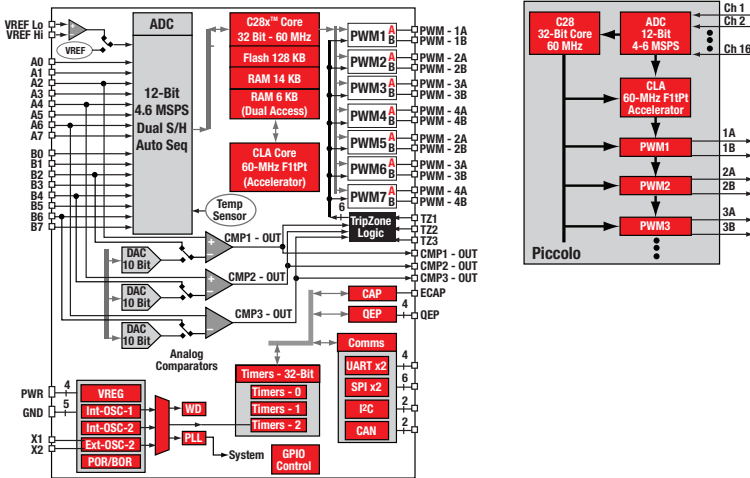 VREF Lo
VREF Hi
VREF
A0
A1
A2
A3
A4
A5
A6
A7
B0
B1
B2
B3
B4
B5
B6
B7
ADC
12-Bit
4.6 MSPS
Dual S/H
Auto Seq
Temp
Sensor
C28x™ Core
32 Bit - 60 MHz
Flash 128 KB
RAM 14 KB
RAM 6 KB
(Dual Access)
CLA Core
60-MHz F1tPt
(Accelerator)
PWM1 A B
PWM2 A B
PWM3 A B
PWM4 A B
PWM5 A B
PWM6 A B
PWM7 A B
PWM - 1A
PWM - 1B
PWM - 2A
PWM - 2B
PWM - 3A
PWM - 3B
PWM - 4A
PWM - 4B
PWM - 2A
PWM - 2B
PWM - 3A
PWM - 3B
PWM - 4A
PWM - 4B
6
TripZone
Logic
TZ1
TZ2
TZ3
CMP1 - OUT
CMP2 - OUT
CMP3 - OUT
DAC
10 Bit
DAC
10 Bit
DAC
10 Bit
CMP1 - OUT
CMP2 - OUT
CMP3 - OUT
Analog
Comparators
CAP
ECAP
QEP
4
QEP
Comms
UART x2
4
SPI x2
6
I²C
2
CAN
2
Timers - 32-Bit
Timers - 0
Timers - 1
Timers - 2
PWR
4
GND
5
X1
X2
VREG
Int-OSC-1
Int-OSC-2
Ext-OSC-2
POR/BOR
WD
PLL
System
GPIO
Control
C28
32-Bit Core
60 MHz
ADC
12-Bit
4-6 MSPS
Ch 1
Ch 2
Ch 16
CLA
60-MHz F1tPt
Accelerator
PWM1
1A
1B
PWM2
2A
2B
PWM3
3A
3B
Piccolo